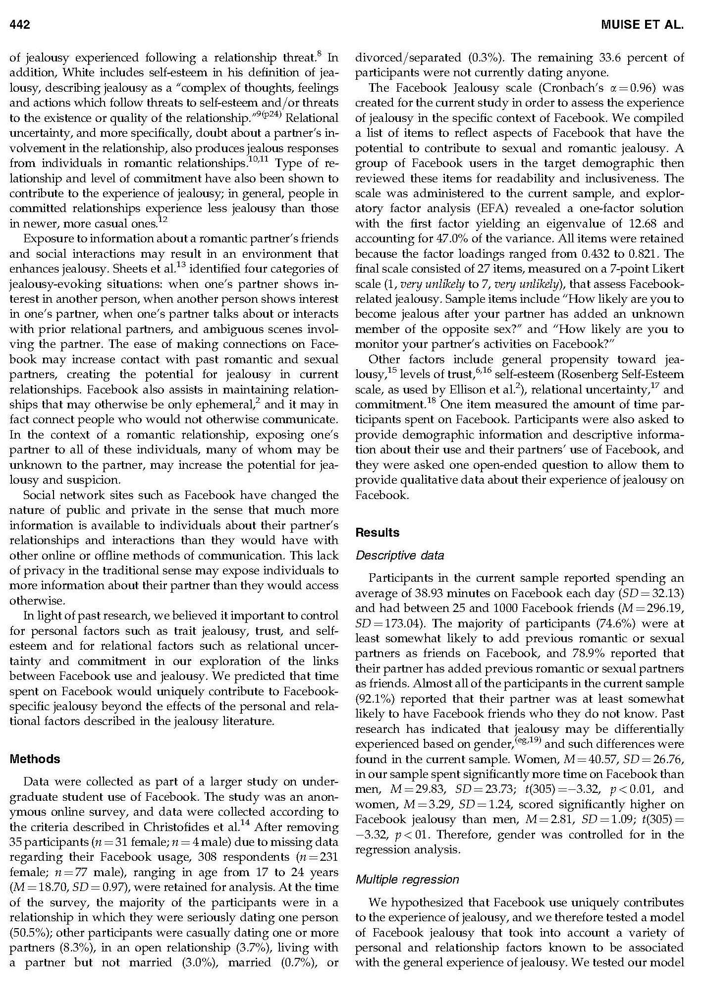 442
MUISE ET AL.
of jealousy experienced following a relationship threat.8 In
addition, White includes self-esteem in his definition of jea-
lousy, describing jealousy as a “complex of thoughts, feelings
and actions which follow threats to self-esteem and/or threats
to the existence or quality of the relationship.”9(p24) Relational
uncertainty, and more specifically, doubt about a partner’s in-
volvement in the relationship, also produces jealous responses
from individuals in romantic relationships.10,11 Type of re-
lationship and level of commitment have also been shown to
contribute to the experience of jealousy; in general, people in
committed relationships experience less jealousy than those
in newer, more casual ones.12
Exposure to information about a romantic partner’s friends
and social interactions may result in an environment that
enhances jealousy. Sheets et al.13 identified four categories of
jealousy-evoking situations: when one’s partner shows in-
terest in another person, when another person shows interest
in one’s partner, when one’s partner talks about or interacts
with prior relational partners, and ambiguous scenes invol-
ving the partner. The ease of making connections on Face-
book may increase contact with past romantic and sexual
partners, creating the potential for jealousy in current
relationships. Facebook also assists in maintaining relation-
ships that may otherwise be only ephemeral,2 and it may in
fact connect people who would not otherwise communicate.
In the context of a romantic relationship, exposing one’s
partner to all of these individuals, many of whom may be
unknown to the partner, may increase the potential for jea-
lousy and suspicion.
Social network sites such as Facebook have changed the
nature of public and private in the sense that much more
information is available to individuals about their partner’s
relationships and interactions than they would have with
other online or offline methods of communication. This lack
of privacy in the traditional sense may expose individuals to
more information about their partner than they would access
otherwise.
In light of past research, we believed it important to control
for personal factors such as trait jealousy, trust, and self-
esteem and for relational factors such as relational uncer-
tainty and commitment in our exploration of the links
between Facebook use and jealousy. We predicted that time
spent on Facebook would uniquely contribute to Facebook-
specific jealousy beyond the effects of the personal and rela-
tional factors described in the jealousy literature.
Methods
Data were collected as part of a larger study on under-
graduate student use of Facebook. The study was an anon-
ymous online survey, and data were collected according to
the criteria described in Christofides et al.14 After removing
35 participants (n = 31 female; n = 4 male) due to missing data
regarding their Facebook usage, 308 respondents (n = 231
female; n = 77 male), ranging in age from 17 to 24 years
(M = 18.70, SD = 0.97), were retained for analysis. At the time
of the survey, the majority of the participants were in a
relationship in which they were seriously dating one person
(50.5%); other participants were casually dating one or more
partners (8.3%), in an open relationship (3.7%), living with
a partner but not married (3.0%), married (0.7%), or
divorced/separated (0.3%). The remaining 33.6 percent of
participants were not currently dating anyone.
The Facebook Jealousy scale (Cronbach’s α = 0.96) was
created for the current study in order to assess the experience
of jealousy in the specific context of Facebook. We compiled
a list of items to reflect aspects of Facebook that have the
potential to contribute to sexual and romantic jealousy. A
group of Facebook users in the target demographic then
reviewed these items for readability and inclusiveness. The
scale was administered to the current sample, and explor-
atory factor analysis (EFA) revealed a one-factor solution
with the first factor yielding an eigenvalue of 12.68 and
accounting for 47.0% of the variance. All items were retained
because the factor loadings ranged from 0.432 to 0.821. The
final scale consisted of 27 items, measured on a 7-point Likert
scale (1, very unlikely to 7, very unlikely), that assess Facebook-
related jealousy. Sample items include “How likely are you to
become jealous after your partner has added an unknown
member of the opposite sex?” and “How likely are you to
monitor your partner’s activities on Facebook?”
Other factors include general propensity toward jea-
lousy,15 levels of trust,6,16 self-esteem (Rosenberg Self-Esteem
scale, as used by Ellison et al.2), relational uncertainty,17 and
commitment.18 One item measured the amount of time par-
ticipants spent on Facebook. Participants were also asked to
provide demographic information and descriptive informa-
tion about their use and their partners’ use of Facebook, and
they were asked one open-ended question to allow them to
provide qualitative data about their experience of jealousy on
Facebook.
Results
Descriptive data
Participants in the current sample reported spending an
average of 38.93 minutes on Facebook each day (SD = 32.13)
and had between 25 and 1000 Facebook friends (M = 296.19,
SD = 173.04). The majority of participants (74.6%) were at
least somewhat likely to add previous romantic or sexual
partners as friends on Facebook, and 78.9% reported that
their partner has added previous romantic or sexual partners
as friends. Almost all of the participants in the current sample
(92.1%) reported that their partner was at least somewhat
likely to have Facebook friends who they do not know. Past
research has indicated that jealousy may be differentially
experienced based on gender,(eg,19) and such differences were
found in the current sample. Women, M = 40.57, SD = 26.76,
in our sample spent significantly more time on Facebook than
men, M = 29.83, SD = 23.73; t(305) = −3.32, p < 0.01, and
women, M = 3.29, SD = 1.24, scored significantly higher on
Facebook jealousy than men, M = 2.81, SD = 1.09; t(305) =
−3.32, p < 01. Therefore, gender was controlled for in the
regression analysis.
Multiple regression
We hypothesized that Facebook use uniquely contributes
to the experience of jealousy, and we therefore tested a model
of Facebook jealousy that took into account a variety of
personal and relationship factors known to be associated
with the general experience of jealousy. We tested our model